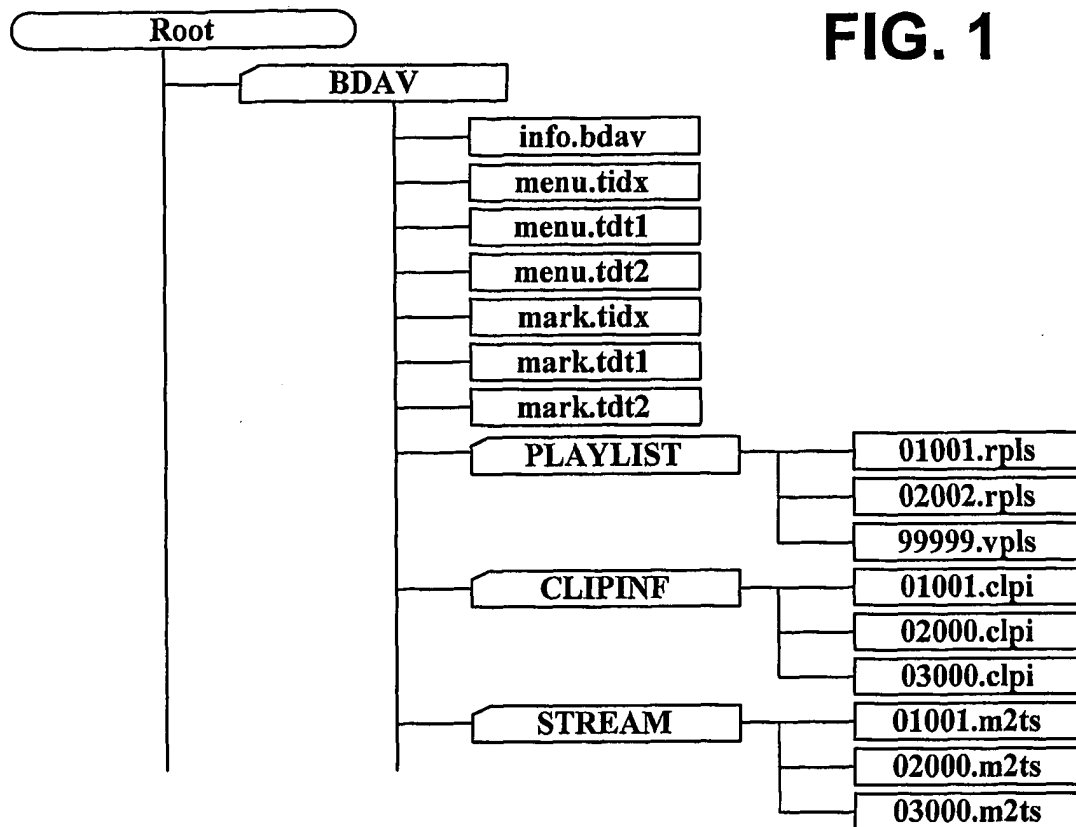 FIG. 1
Root
BDAV
info.bdav
menu.tidx
menu.tdt1
menu.tdt2
mark.tidx
mark.tdt1
mark.tdt2
PLAYLIST
01001.rpls
02002.rpls
99999.vpls
CLIPINF
01001.clpi
02000.clpi
03000.clpi
STREAM
01001.m2ts
02000.m2ts
03000.m2ts